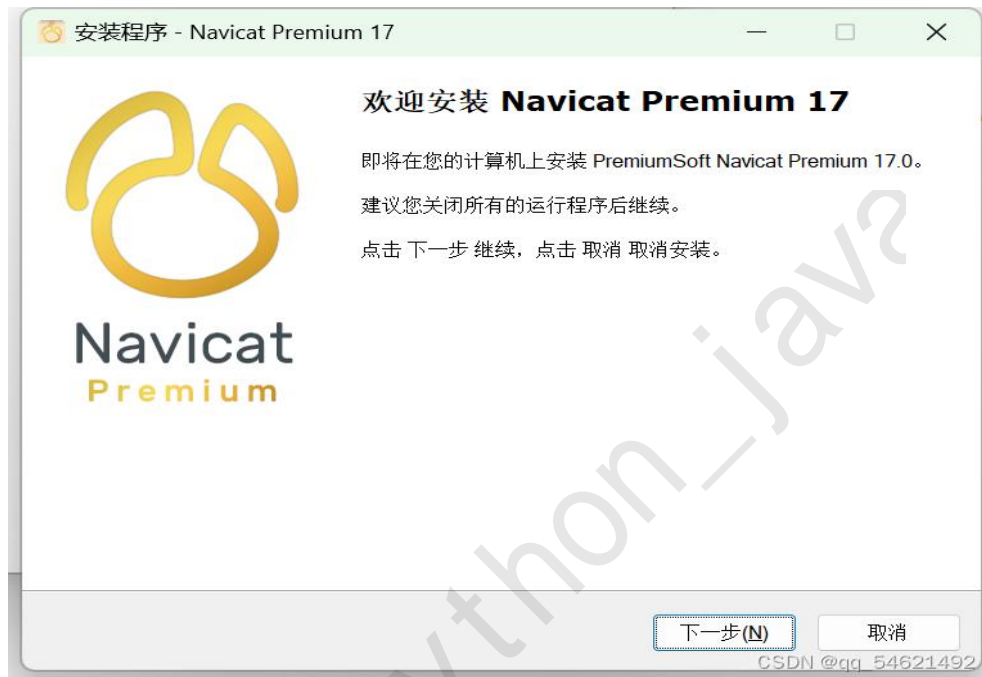 安装程序 - Navicat Premium 17
欢迎安装 Navicat Premium 17
即将在您的计算机上安装 PremiumSoft Navicat Premium 17.0。
建议您关闭所有的运行程序后继续。
点击 下一步 继续，点击 取消 取消安装。
Navicat
Premium
ython_java
下一步(N)
取消
CSDN @qq_54621492